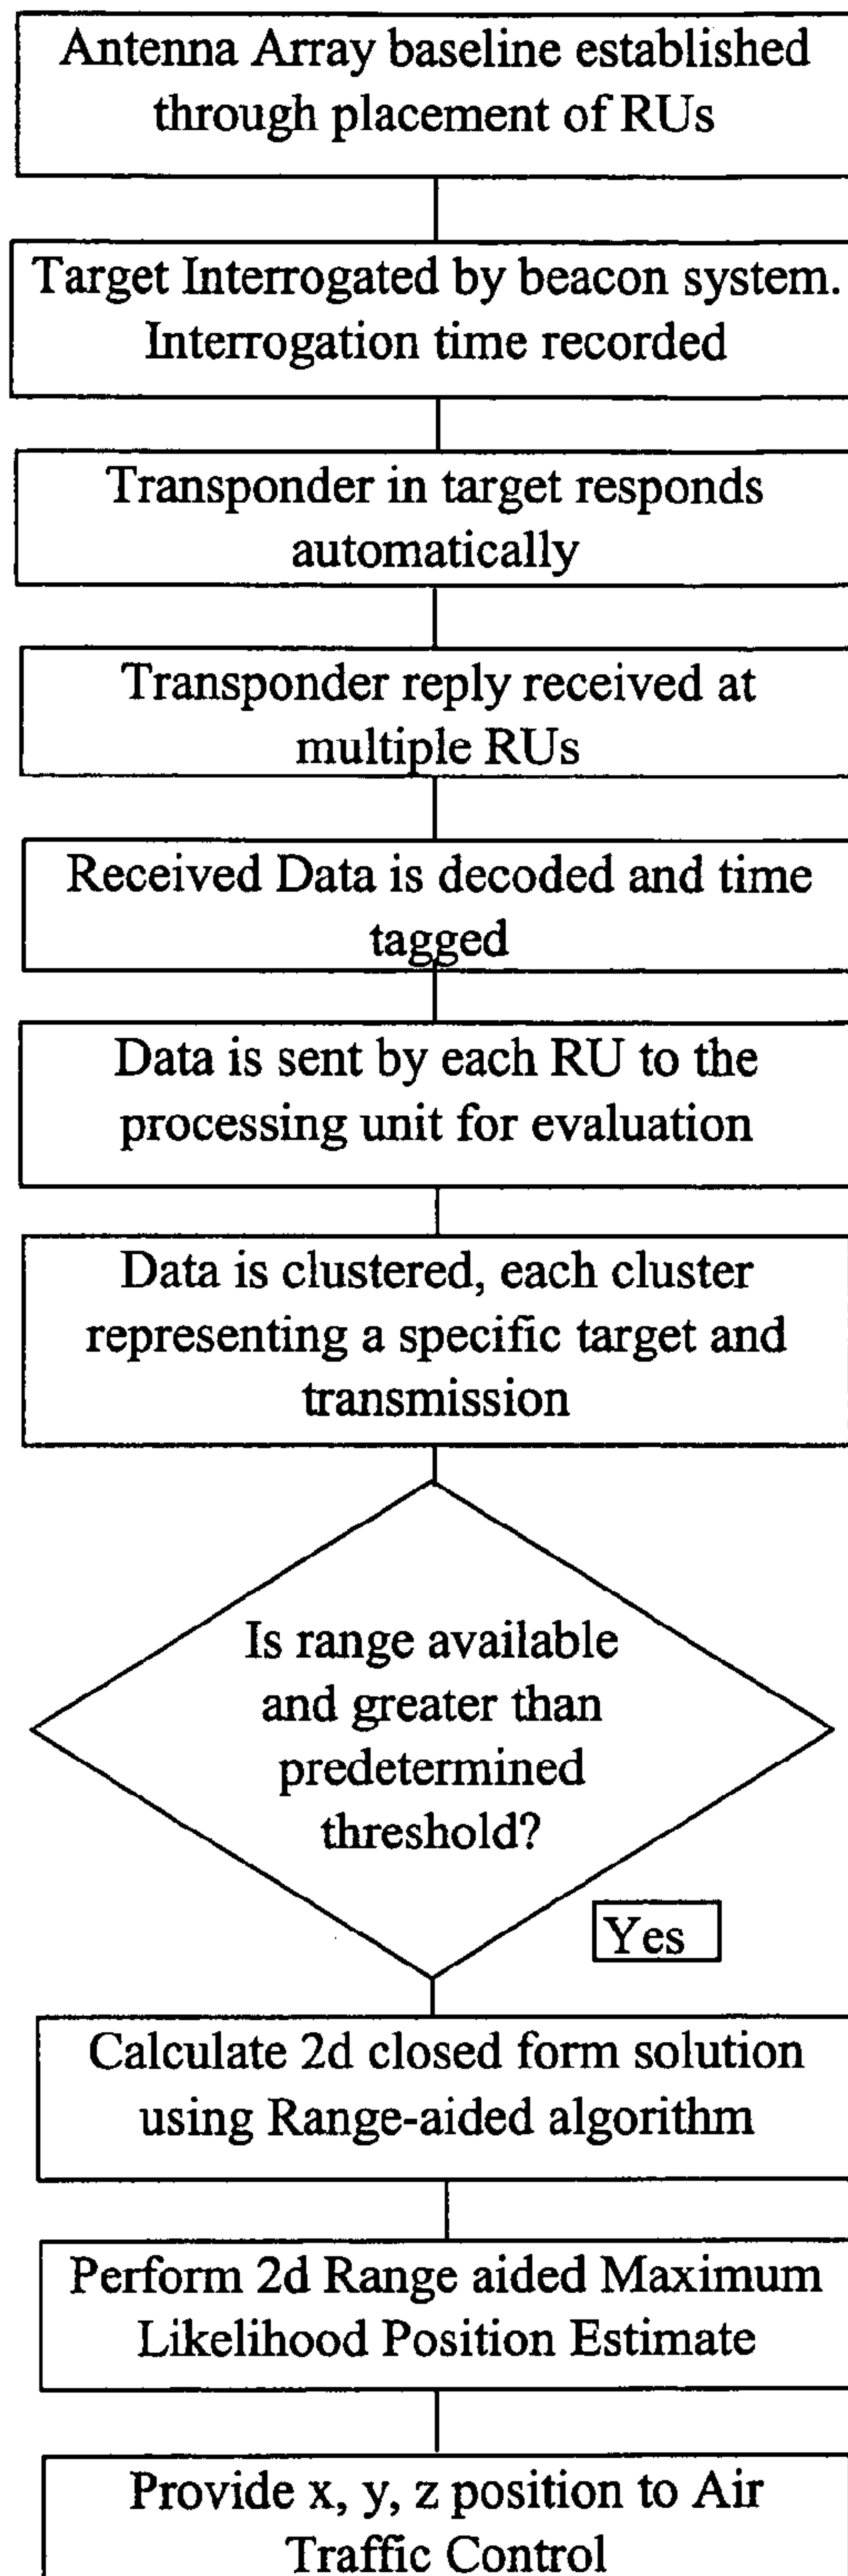 Antenna Array baseline established
through placement of RUs
Target Interrogated by beacon system.
Interrogation time recorded
Transponder in target responds
automatically
Transponder reply received at
multiple RUs
Received Data is decoded and time
tagged
Data is sent by each RU to the
processing unit for evaluation
Data is clustered, each cluster
representing a specific target and
transmission
Is range available
and greater than
predetermined
threshold?
Yes
Calculate 2d closed form solution
using Range-aided algorithm
Perform 2d Range aided Maximum
Likelihood Position Estimate
Provide x, y, z position to Air
Traffic Control